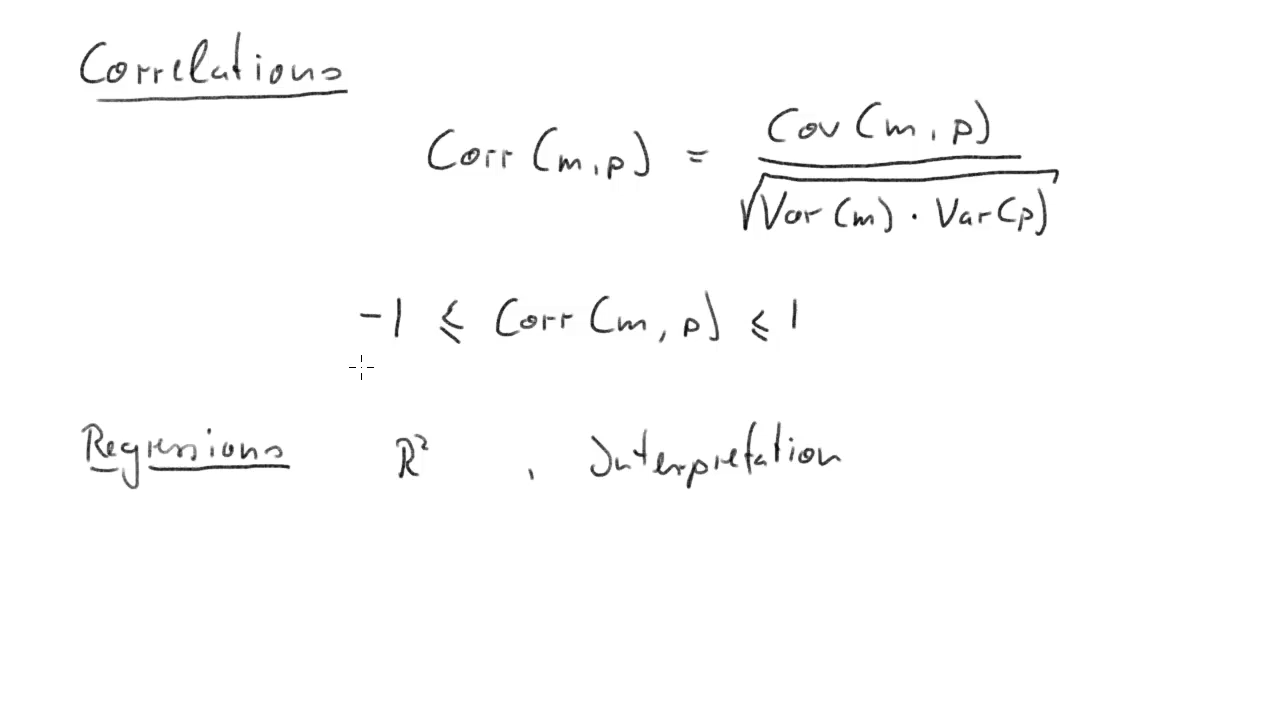 Correlations
Corr (m, p) = Cov (m, p) / √Var (m) · Var (p)
-1 ≤ Corr (m, p) ≤ 1
Regressions R² , Interpretation